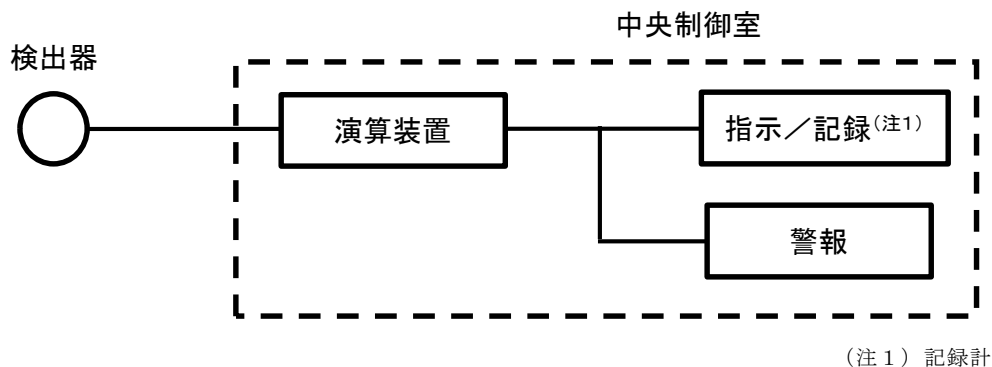 中央制御室
検出器
演算装置
指示／記録(注1)
警報
(注１) 記録計